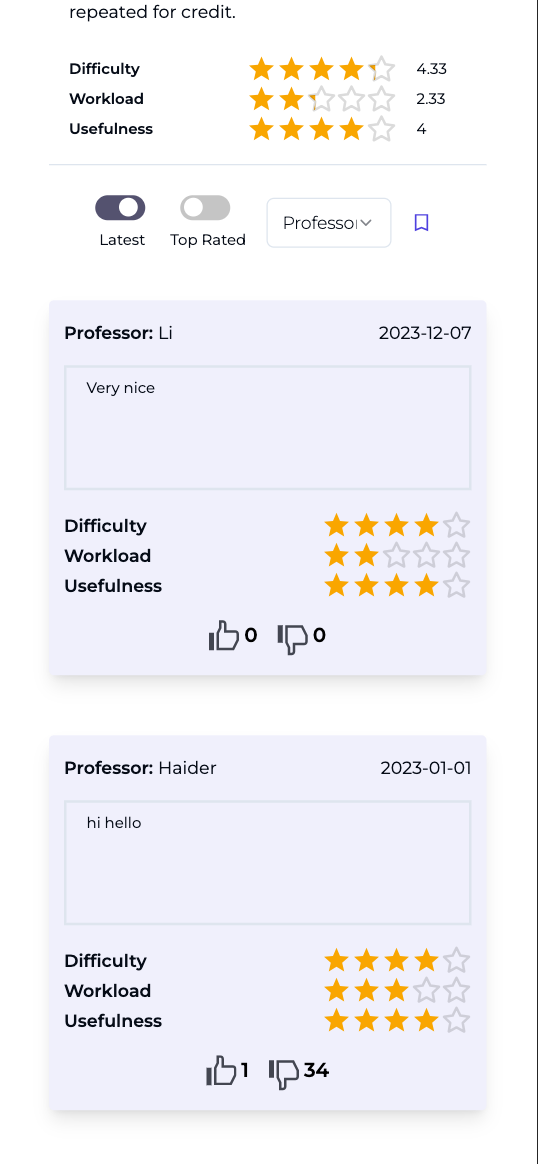 repeated for credit.
Difficulty 4.33
Workload 2.33
Usefulness 4
Latest Top Rated Professo
Professor: Li 2023-12-07
Very nice
Difficulty
Workload
Usefulness
0 0
Professor: Haider 2023-01-01
hi hello
Difficulty
Workload
Usefulness
1 34